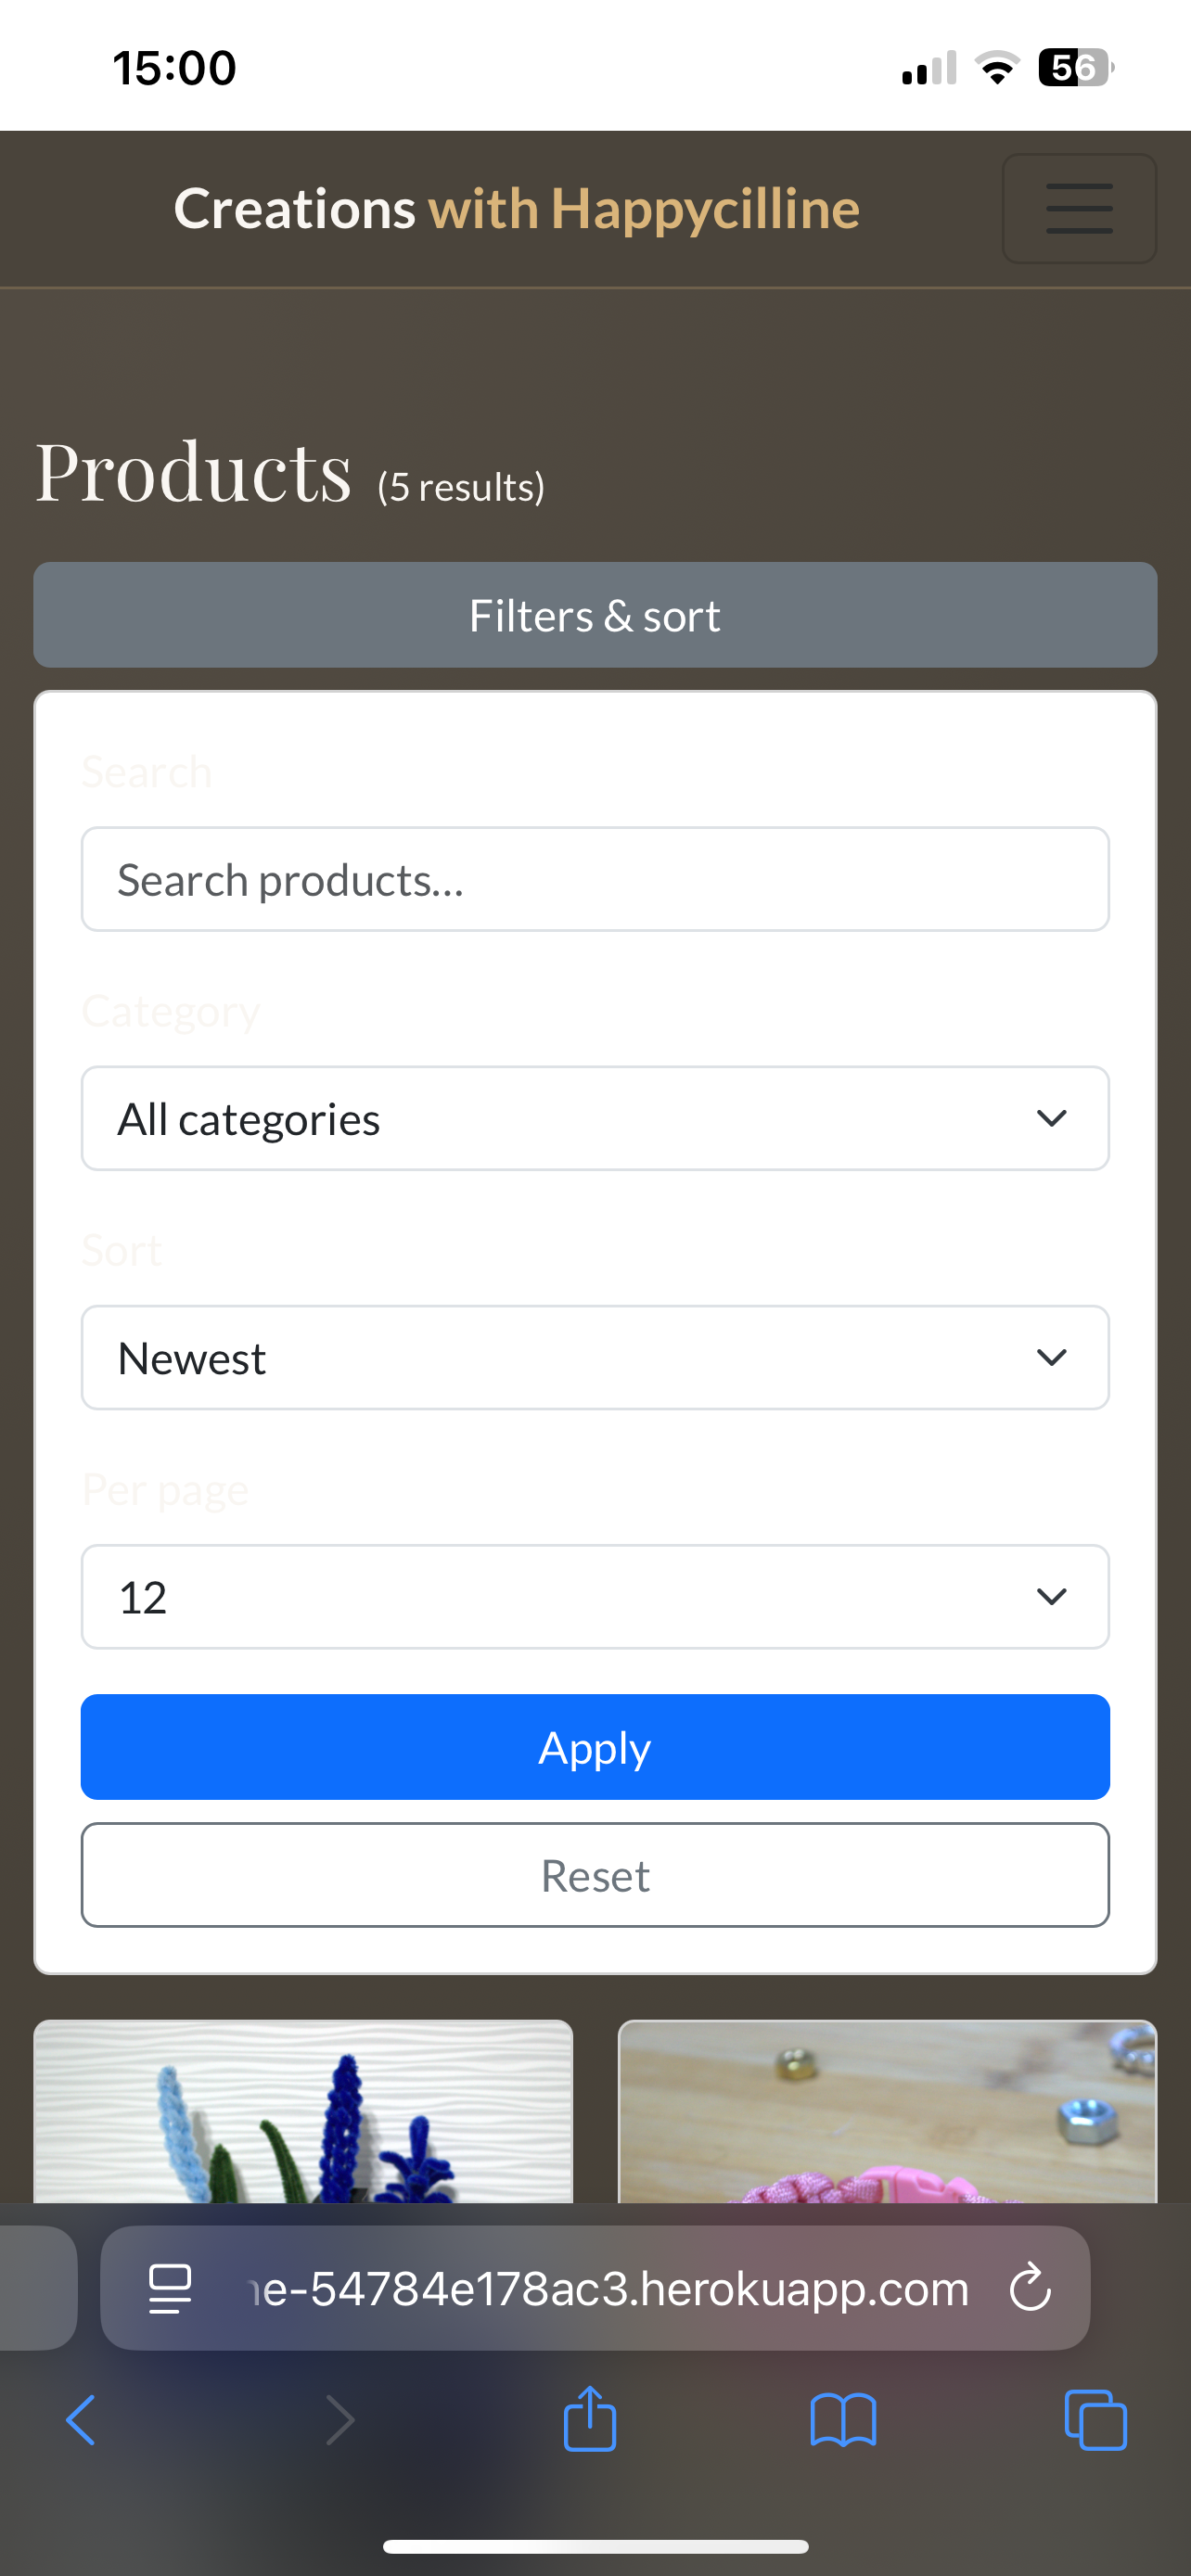 15:00
56
Creations with Happycilline
Products (5 results)
Filters & sort
Search
Search products...
Category
All categories
Sort
Newest
Per page
12
Apply
Reset
e-54784e178ac3.herokuapp.com